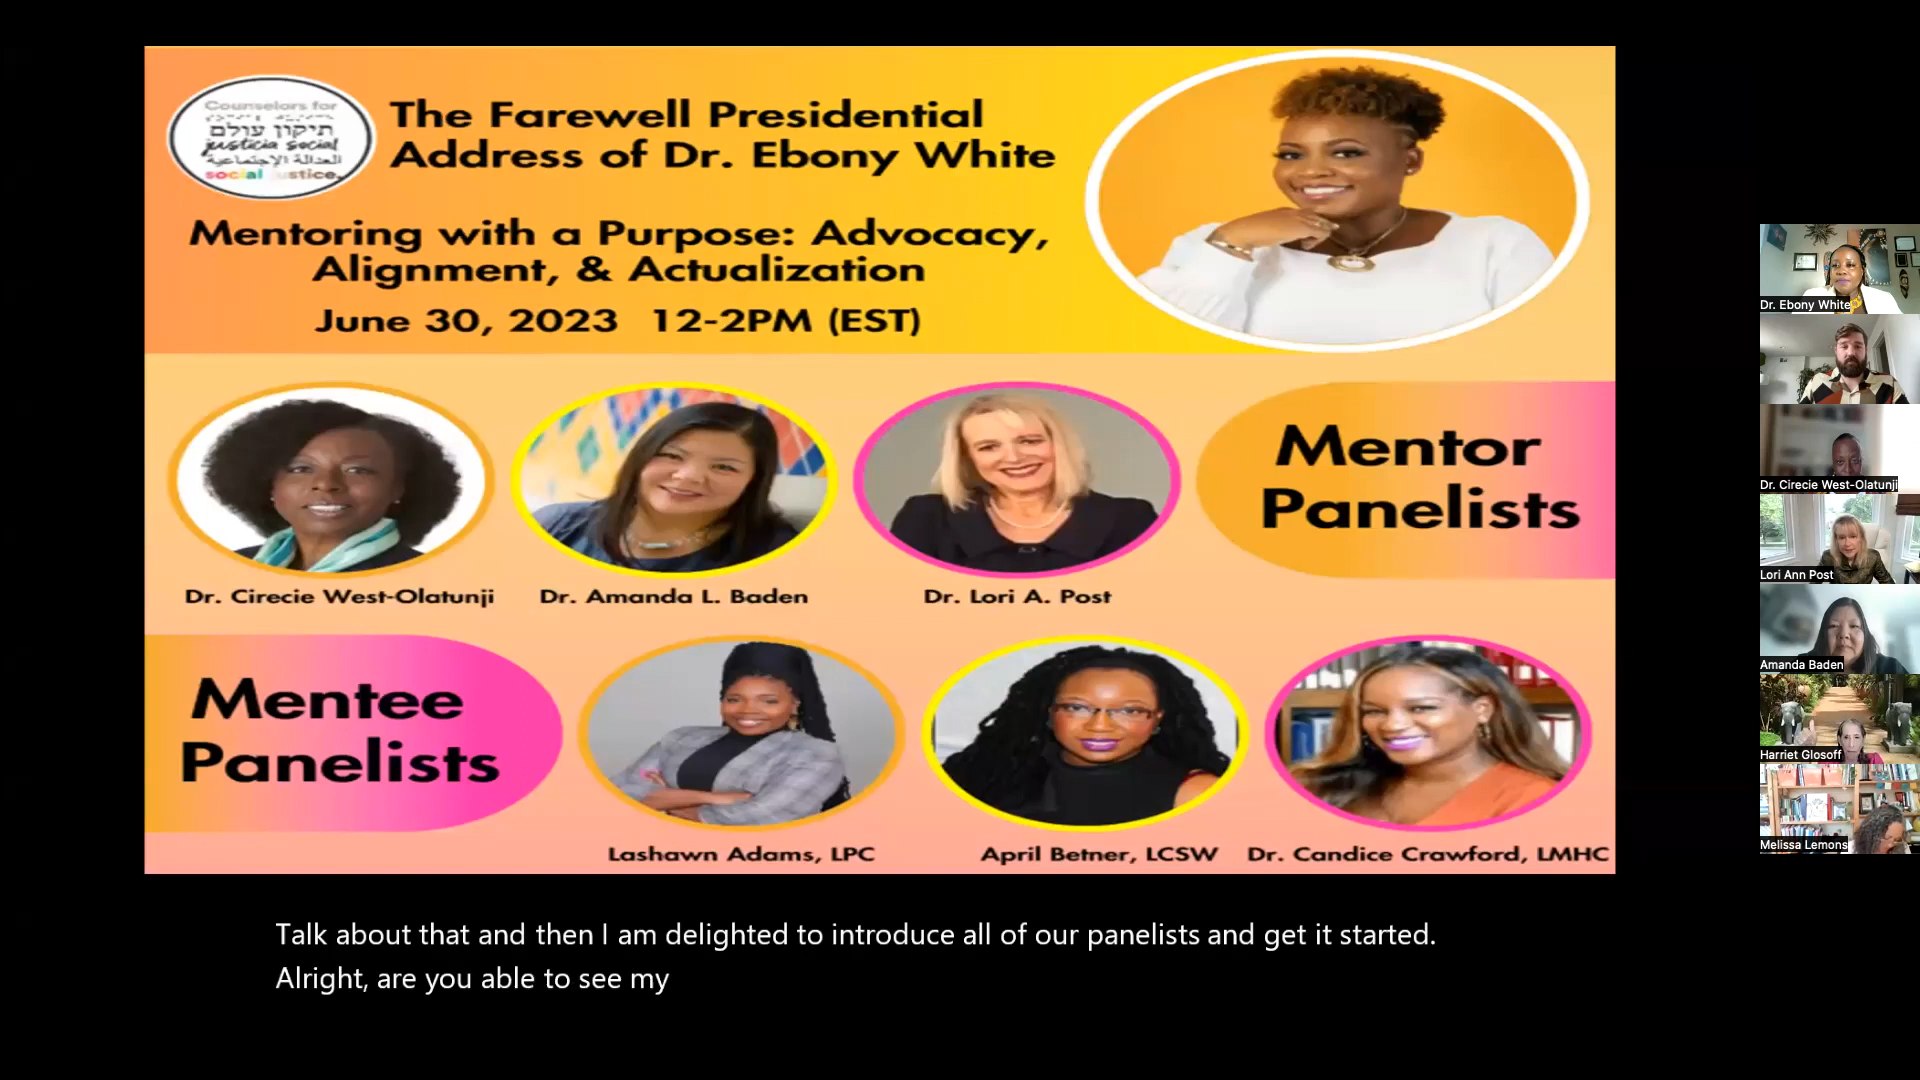 Counselors for
תיקון עולם
justicia social
العدالة الإجتماعية
social justice.
The Farewell Presidential
Address of Dr. Ebony White
Mentoring with a Purpose: Advocacy,
Alignment, & Actualization
June 30, 2023 12-2PM (EST)
Mentor
Panelists
Dr. Cirecie West-Olatunji
Dr. Amanda L. Baden
Dr. Lori A. Post
Mentee
Panelists
Lashawn Adams, LPC
April Betner, LCSW
Dr. Candice Crawford, LMHC
Dr. Ebony White
Dr. Cirecie West-Olatunji
Lori Ann Post
Amanda Baden
Harriet Glosoff
Melissa Lemons
Talk about that and then I am delighted to introduce all of our panelists and get it started.
Alright, are you able to see my